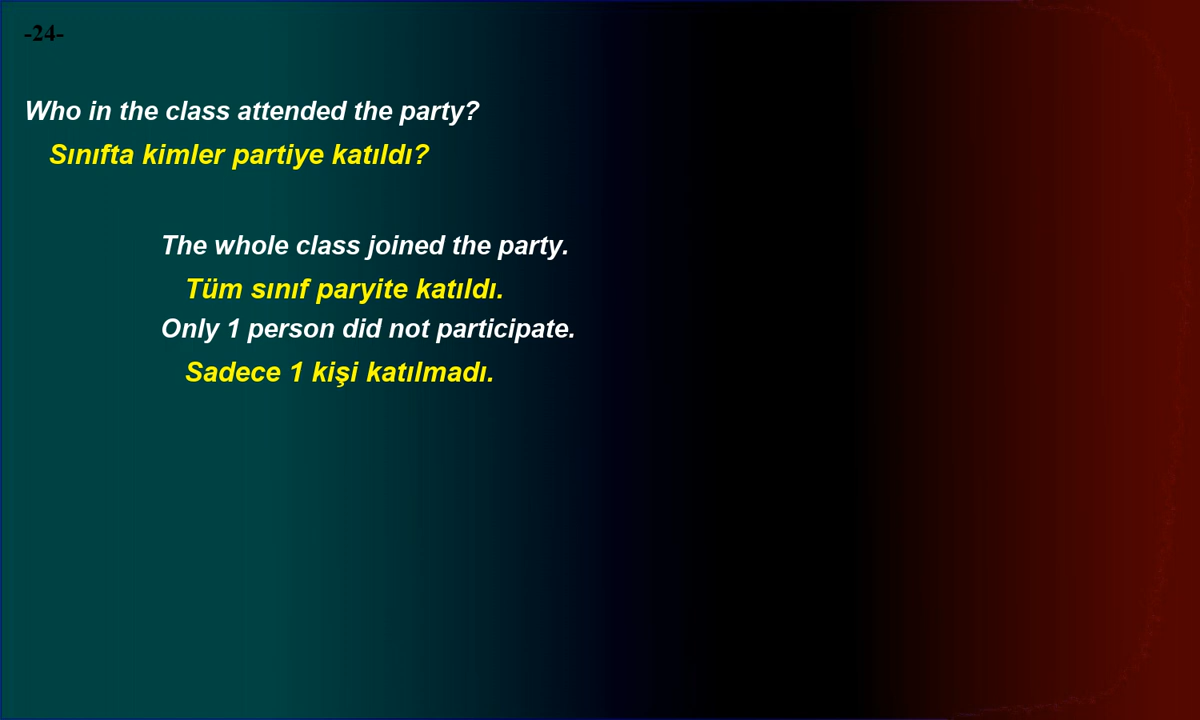 -24-
Who in the class attended the party?
Sınıfta kimler partiye katıldı?
The whole class joined the party.
Tüm sınıf paryite katıldı.
Only 1 person did not participate.
Sadece 1 kişi katılmadı.